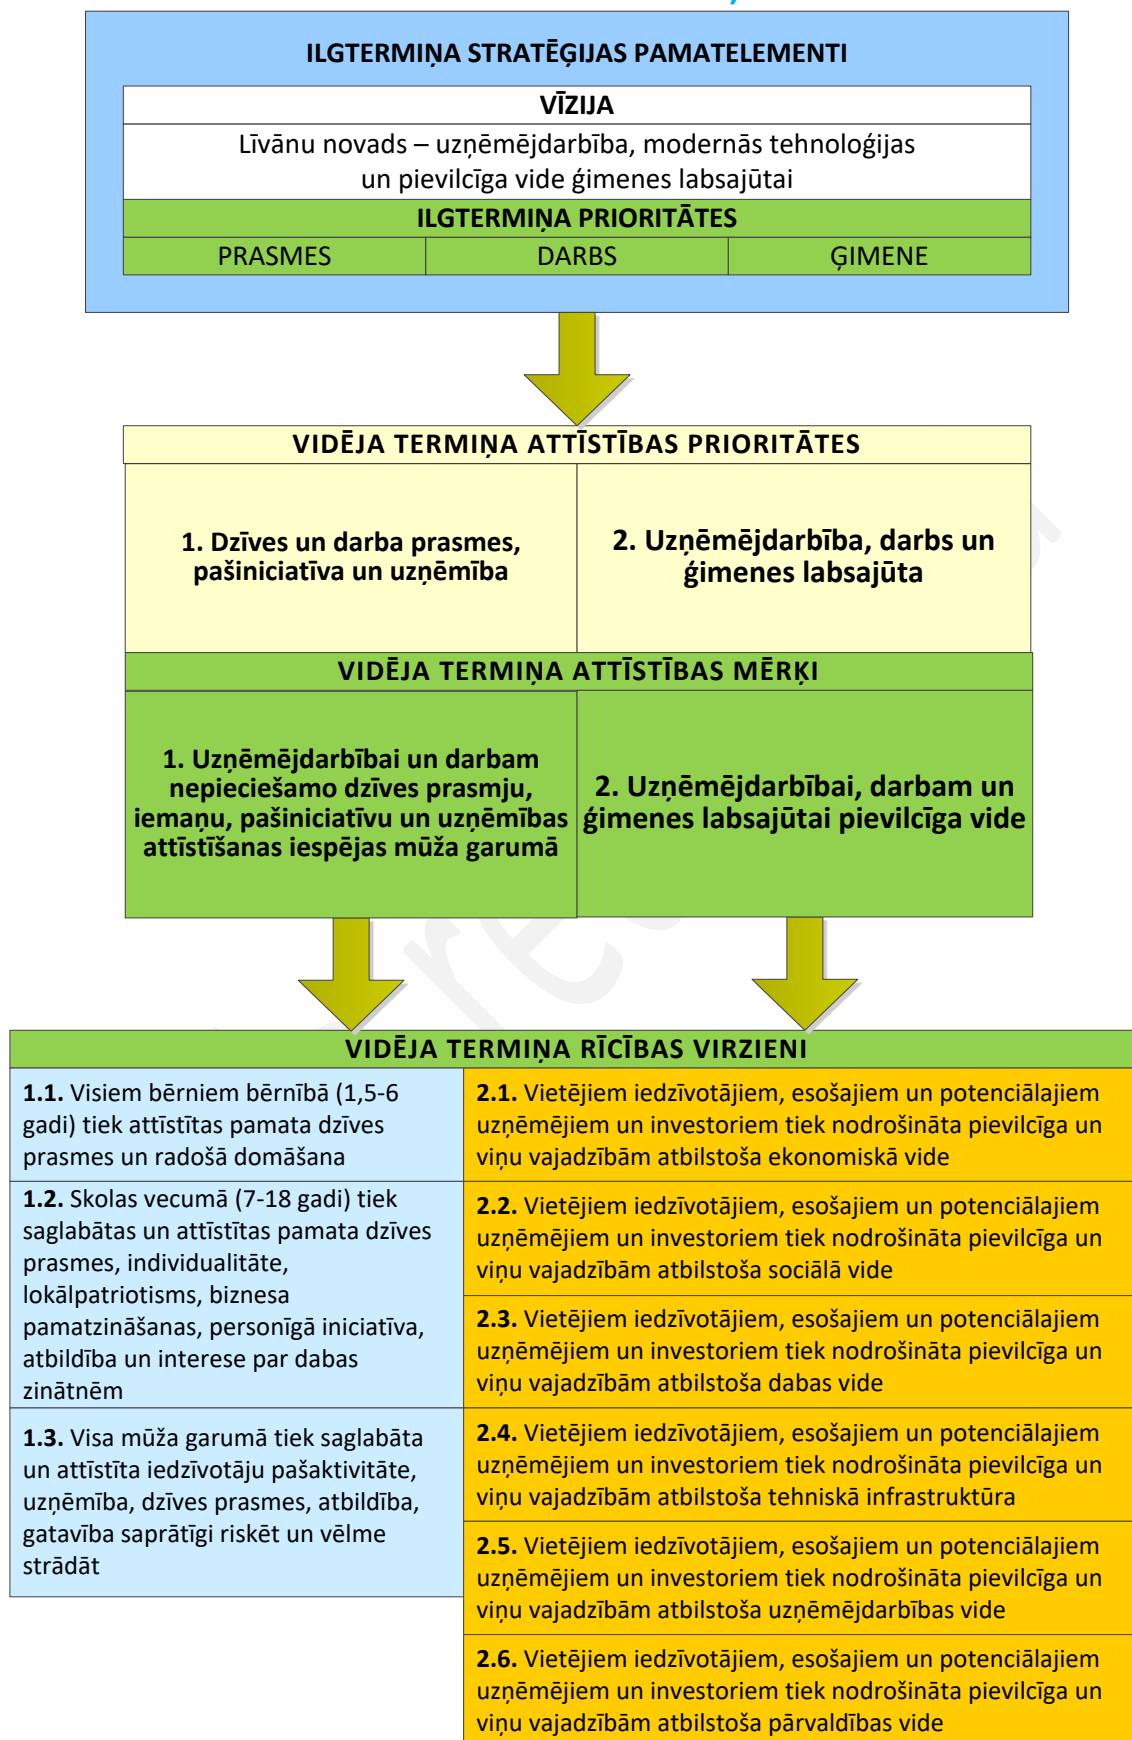 ILGTERMIŅA STRATĒĢIJAS PAMATELEMENTI
VĪZIJA
Līvānu novads – uzņēmējdarbība, modernās tehnoloģijas
un pievilcīga vide ģimenes labsajūtai
ILGTERMIŅA PRIORITĀTES
PRASMES
DARBS
ĢIMENE
VIDĒJA TERMIŅA ATTĪSTĪBAS PRIORITĀTES
1. Dzīves un darba prasmes,
pašiniciatīva un uzņēmība
2. Uzņēmējdarbība, darbs un
ģimenes labsajūta
VIDĒJA TERMIŅA ATTĪSTĪBAS MĒRĶI
1. Uzņēmējdarbībai un darbam
nepieciešamo dzīves prasmju,
iemaņu, pašiniciatīvu un uzņēmības
attīstīšanas iespējas mūža garumā
2. Uzņēmējdarbībai, darbam un
ģimenes labsajūtai pievilcīga vide
VIDĒJA TERMIŅA RĪCĪBAS VIRZIENI
1.1. Visiem bērniem bērnībā (1,5-6
gadi) tiek attīstītas pamata dzīves
prasmes un radošā domāšana
1.2. Skolas vecumā (7-18 gadi) tiek
saglabātas un attīstītas pamata dzīves
prasmes, individualitāte,
lokālpatriotisms, biznesa
pamatzināšanas, personīgā iniciatīva,
atbildība un interese par dabas
zinātnēm
1.3. Visa mūža garumā tiek saglabāta
un attīstīta iedzīvotāju pašaktivitāte,
uzņēmība, dzīves prasmes, atbildība,
gatavība saprātīgi riskēt un vēlme
strādāt
2.1. Vietējiem iedzīvotājiem, esošajiem un potenciālajiem
uzņēmējiem un investoriem tiek nodrošināta pievilcīga un
viņu vajadzībām atbilstoša ekonomiskā vide
2.2. Vietējiem iedzīvotājiem, esošajiem un potenciālajiem
uzņēmējiem un investoriem tiek nodrošināta pievilcīga un
viņu vajadzībām atbilstoša sociālā vide
2.3. Vietējiem iedzīvotājiem, esošajiem un potenciālajiem
uzņēmējiem un investoriem tiek nodrošināta pievilcīga un
viņu vajadzībām atbilstoša dabas vide
2.4. Vietējiem iedzīvotājiem, esošajiem un potenciālajiem
uzņēmējiem un investoriem tiek nodrošināta pievilcīga un
viņu vajadzībām atbilstoša tehniskā infrastruktūra
2.5. Vietējiem iedzīvotājiem, esošajiem un potenciālajiem
uzņēmējiem un investoriem tiek nodrošināta pievilcīga un
viņu vajadzībām atbilstoša uzņēmējdarbības vide
2.6. Vietējiem iedzīvotājiem, esošajiem un potenciālajiem
uzņēmējiem un investoriem tiek nodrošināta pievilcīga un
viņu vajadzībām atbilstoša pārvaldības vide